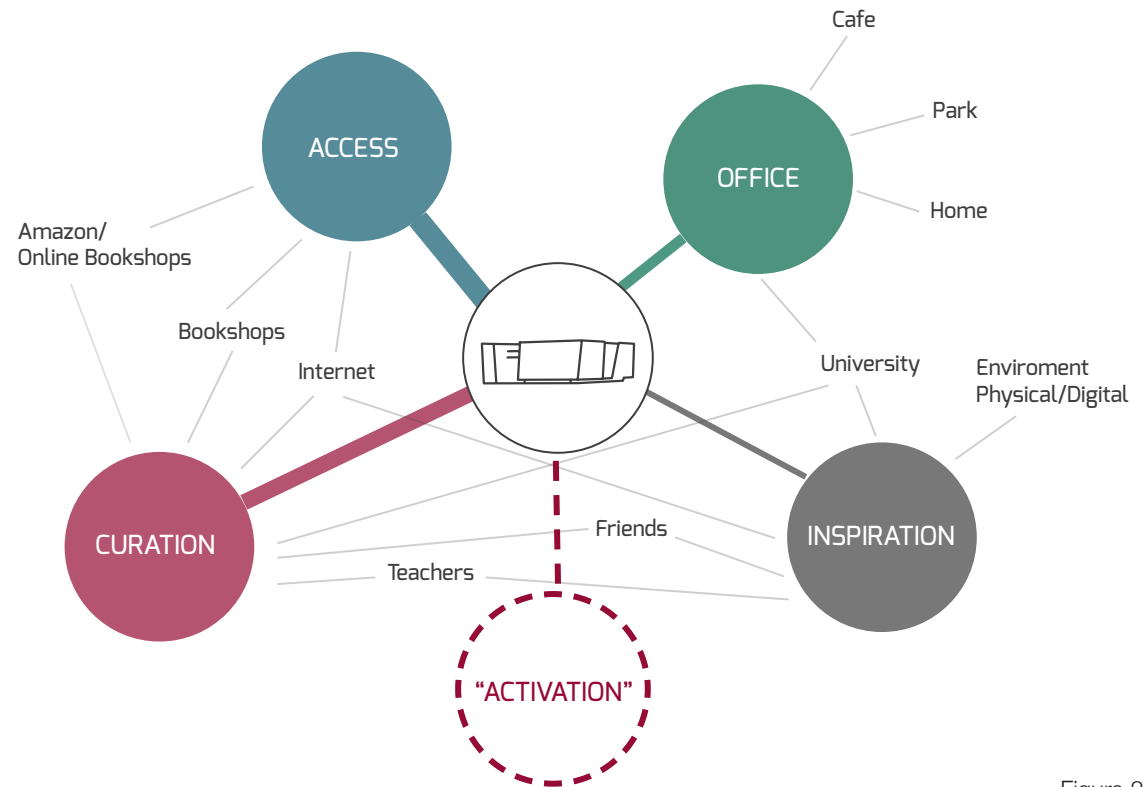 Cafe
ACCESS
Park
OFFICE
Home
Amazon/
Online Bookshops
Bookshops
Internet
University
Enviroment
Physical/Digital
CURATION
Friends
INSPIRATION
Teachers
“ACTIVATION”
Figure